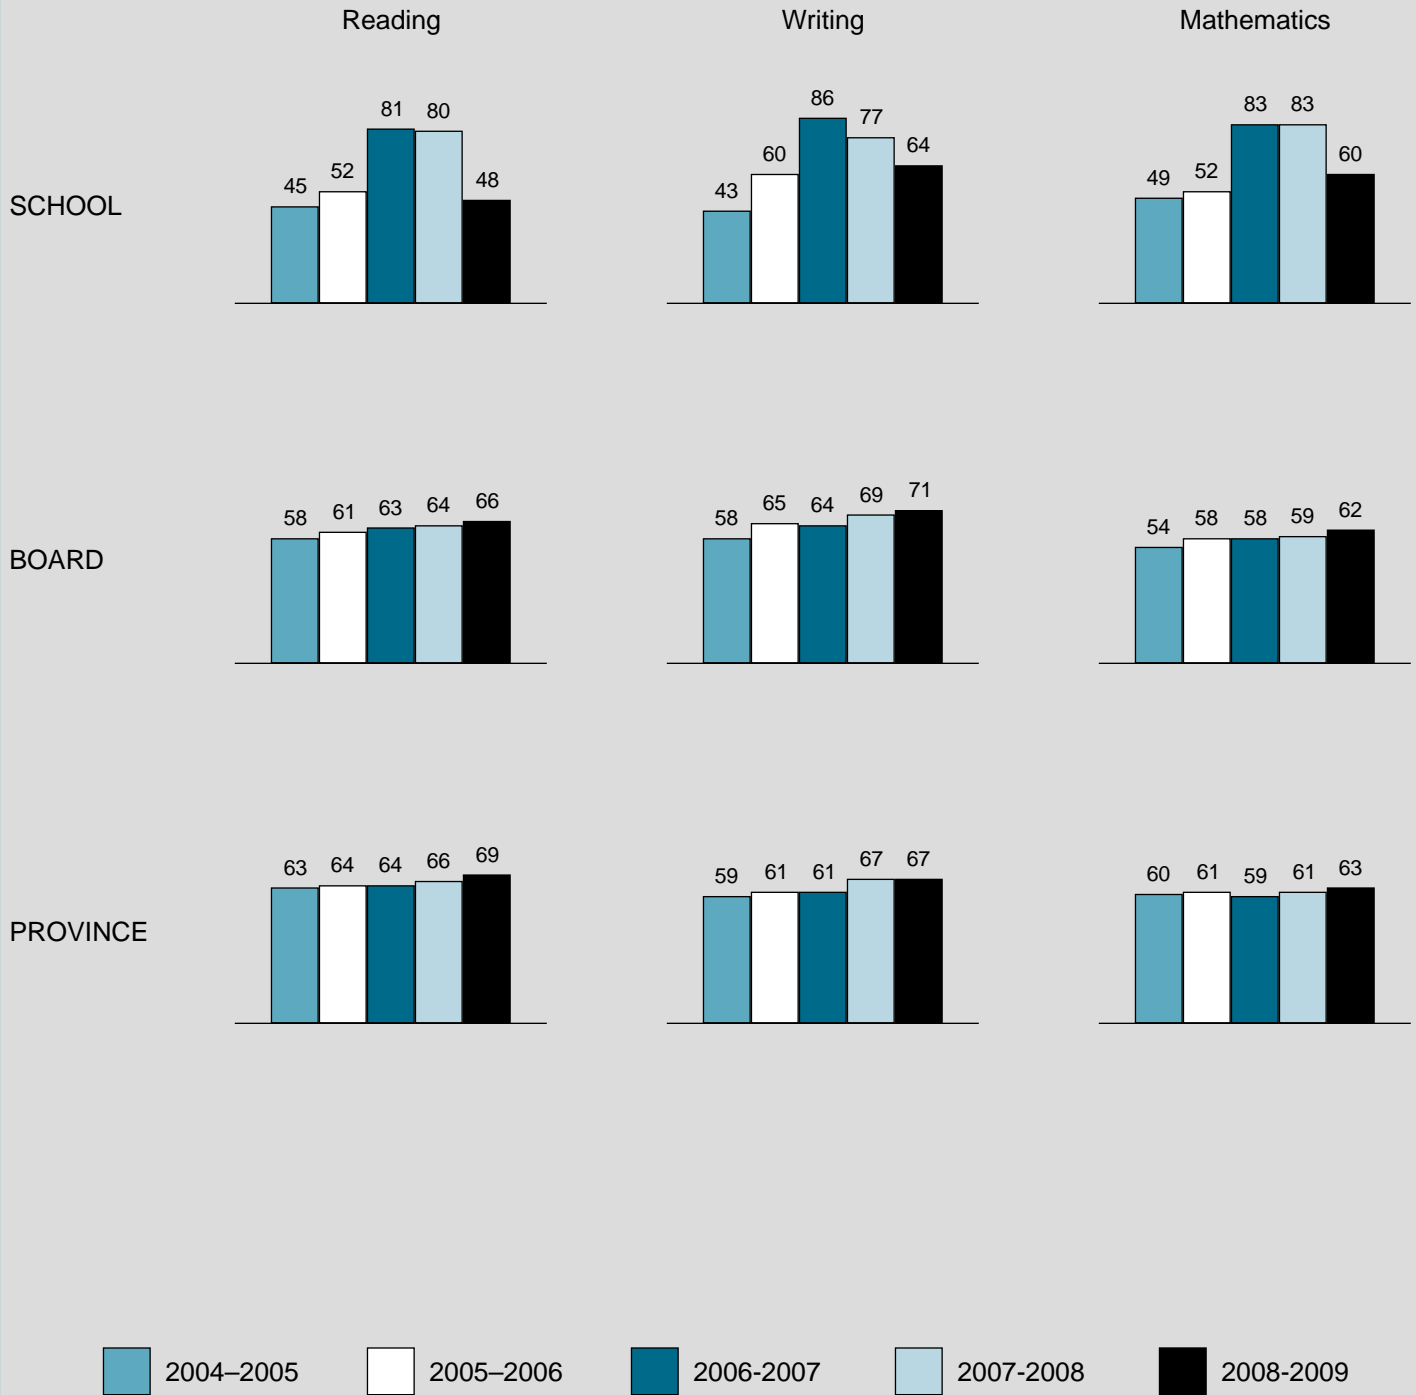 Reading Writing Mathematics
SCHOOL
45 52 81 80 48
43 60 86 77 64
49 52 83 83 60
BOARD
58 61 63 64 66
58 65 64 69 71
54 58 58 59 62
PROVINCE
63 64 64 66 69
59 61 61 67 67
60 61 59 61 63
2004–2005 2005–2006 2006-2007 2007-2008 2008-2009